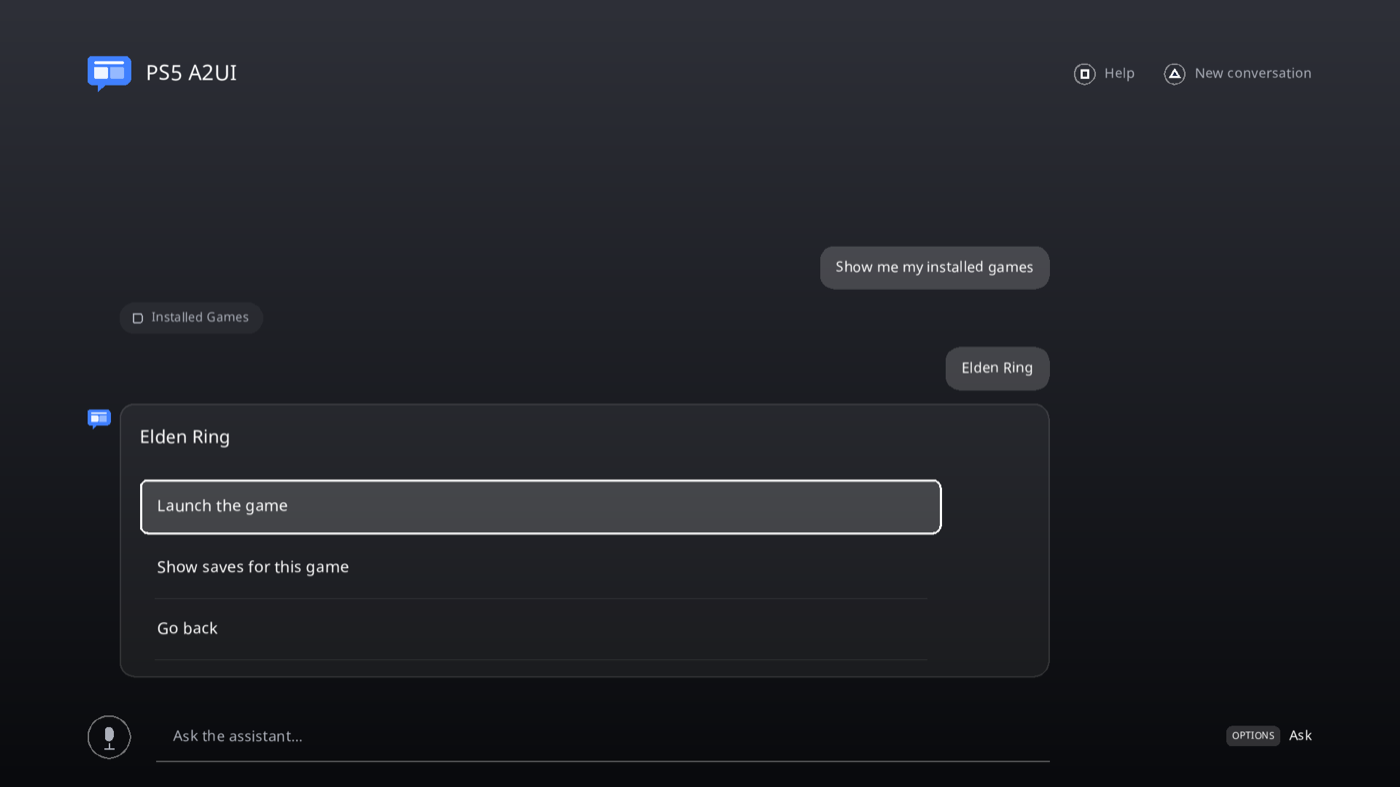 PS5 A2UI
Help
New conversation
Show me my installed games
Installed Games
Elden Ring
Elden Ring
Launch the game
Show saves for this game
Go back
Ask the assistant...
OPTIONS Ask